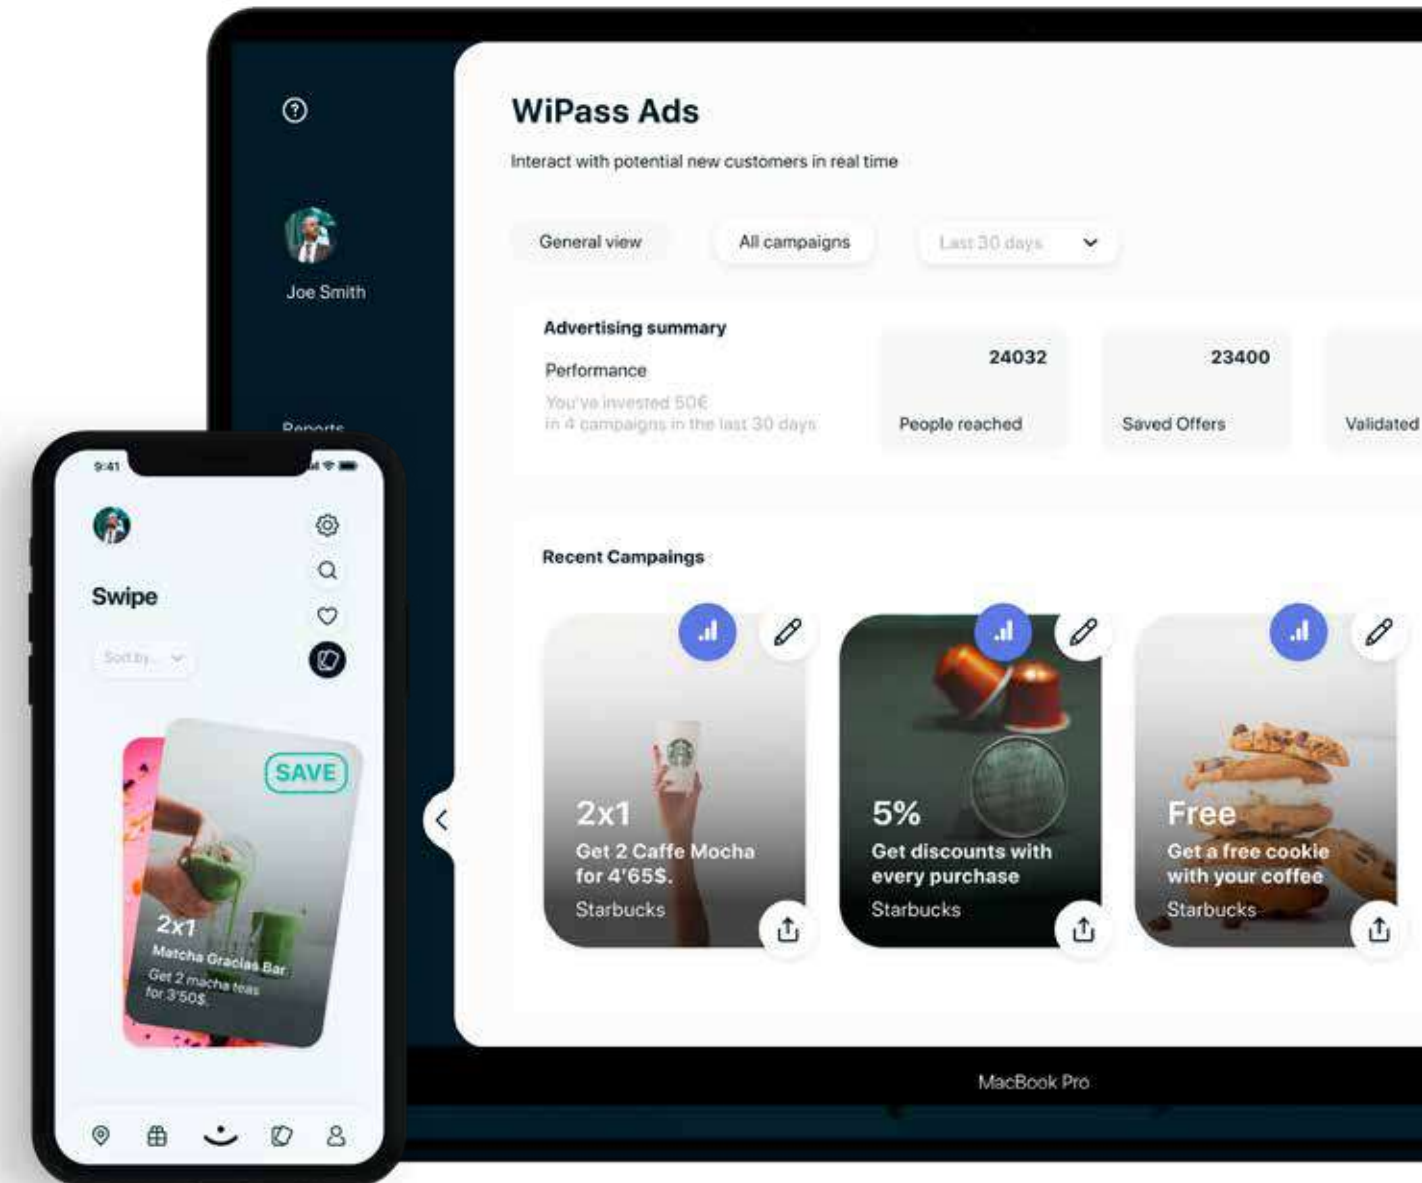 WiPass Ads
Interact with potential new customers in real time
General view
All campaigns
Last 30 days
Joe Smith
Reports
Advertising summary
Performance
You've invested 50€
in 4 campaigns in the last 30 days
24032
People reached
23400
Saved Offers
Validated
Recent Campaings
2x1
Get 2 Caffe Mocha
for 4'65$.
Starbucks
5%
Get discounts with
every purchase
Starbucks
Free
Get a free cookie
with your coffee
Starbucks
MacBook Pro
9:41
Swipe
Sort by...
SAVE
2x1
Matcha Gracias Bar
Get 2 macha teas
for 3'50$.